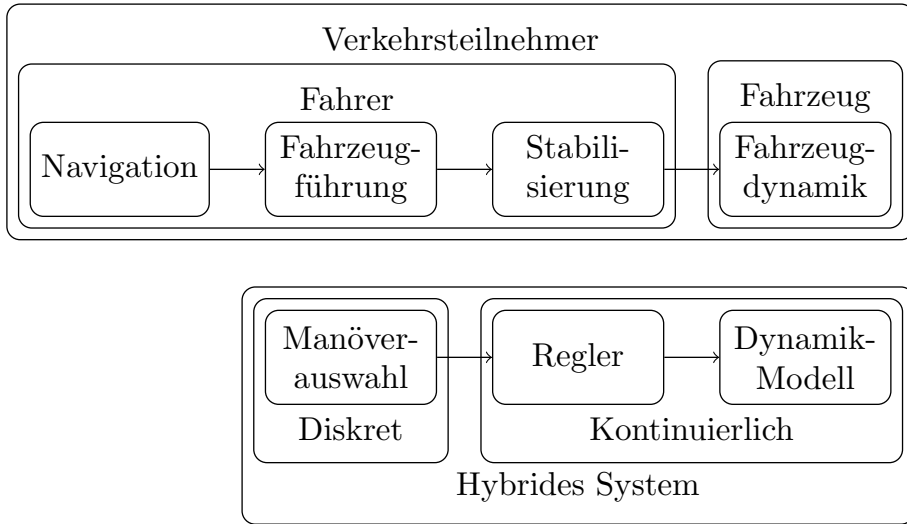 Verkehrsteilnehmer
Fahrer
Fahrzeug
Navigation
Fahrzeug-
führung
Stabili-
sierung
Fahrzeug-
dynamik
Manöver-
auswahl
Regler
Dynamik-
Modell
Diskret
Kontinuierlich
Hybrides System